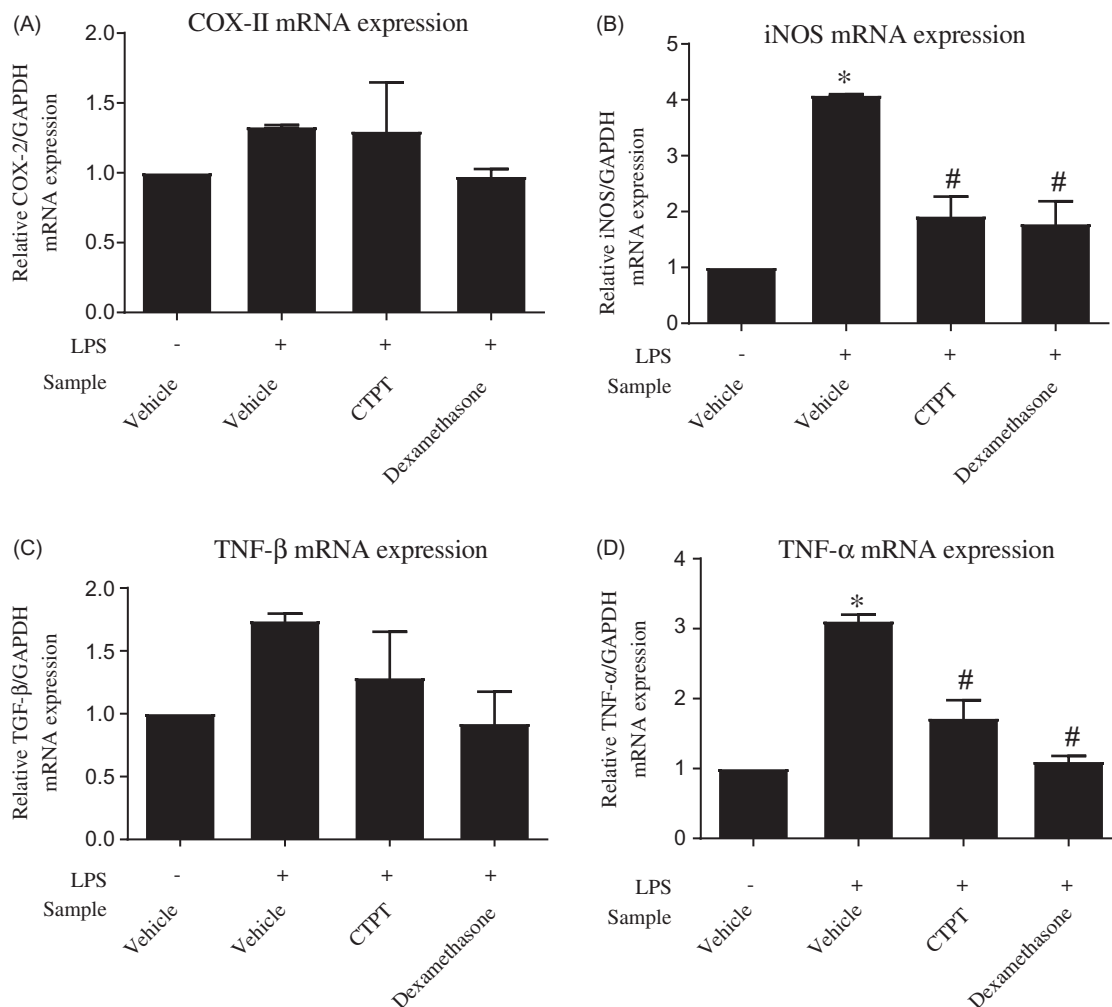 (A)
COX-II mRNA expression
Relative COX-2/GAPDH
mRNA expression
2.0
1.5
1.0
0.5
0.0
LPS - + + +
Sample
Vehicle
Vehicle
CTPT
Dexamethasone
(B)
iNOS mRNA expression
Relative iNOS/GAPDH
mRNA expression
5
4
3
2
1
0
*
#
#
LPS - + + +
Sample
Vehicle
Vehicle
CTPT
Dexamethasone
(C)
TNF-β mRNA expression
Relative TGF-β/GAPDH
mRNA expression
2.0
1.5
1.0
0.5
0.0
LPS - + + +
Sample
Vehicle
Vehicle
CTPT
Dexamethasone
(D)
TNF-α mRNA expression
Relative TNF-α/GAPDH
mRNA expression
4
3
2
1
0
*
#
#
LPS - + + +
Sample
Vehicle
Vehicle
CTPT
Dexamethasone